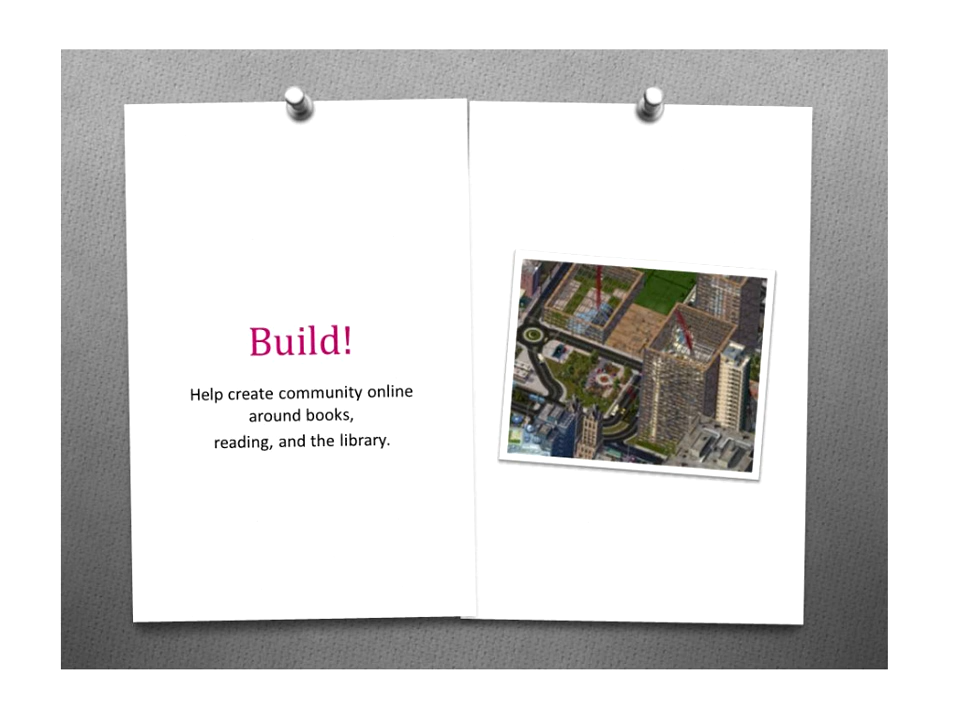 Build!
Help create community online
around books,
reading, and the library.